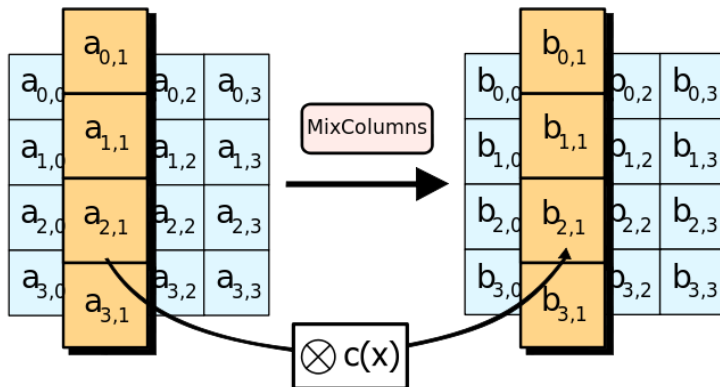 a0,0 a0,1 a0,2 a0,3
a1,0 a1,1 a1,2 a1,3
a2,0 a2,1 a2,2 a2,3
a3,0 a3,1 a3,2 a3,3
MixColumns
b0,0 b0,1 b0,2 b0,3
b1,0 b1,1 b1,2 b1,3
b2,0 b2,1 b2,2 b2,3
b3,0 b3,1 b3,2 b3,3
⊗ c(x)